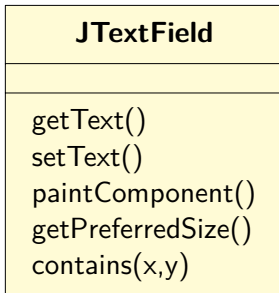 JTextField
getText()
setText()
paintComponent()
getPreferredSize()
contains(x,y)